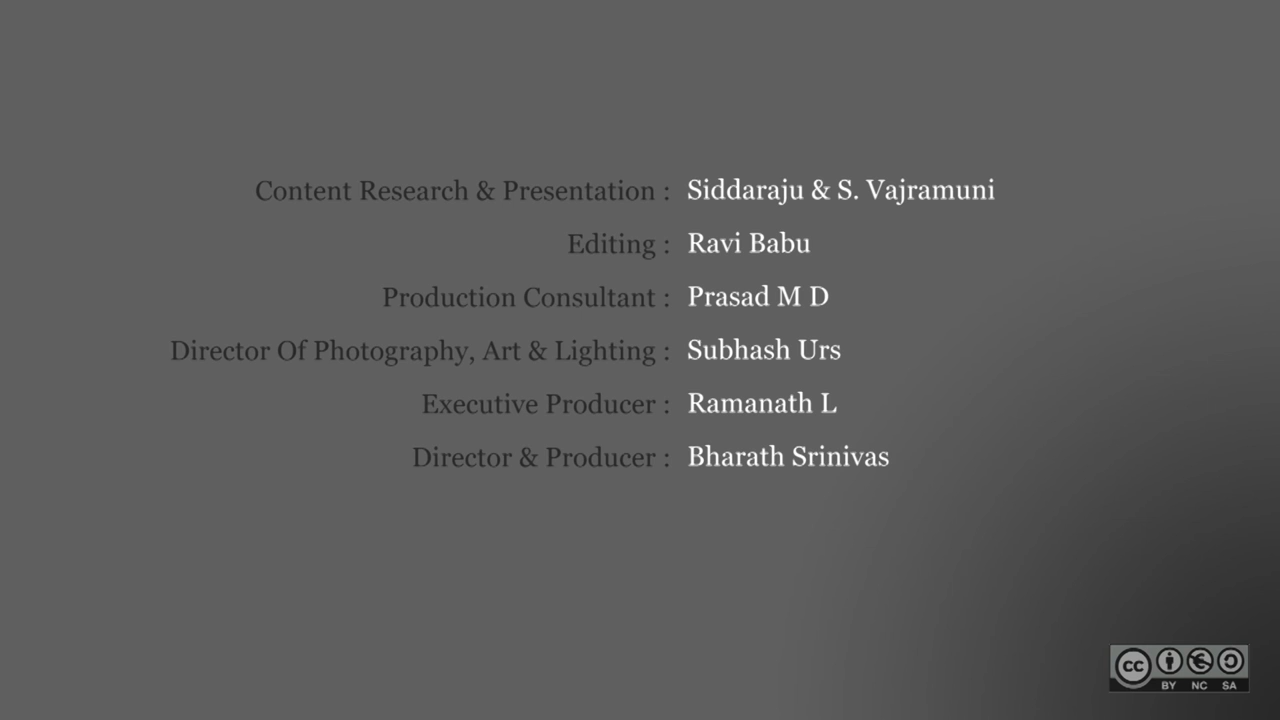 Content Research & Presentation : Siddaraju & S. Vajramuni
Editing : Ravi Babu
Production Consultant : Prasad M D
Director Of Photography, Art & Lighting : Subhash Urs
Executive Producer : Ramanath L
Director & Producer : Bharath Srinivas
cc
BY NC SA